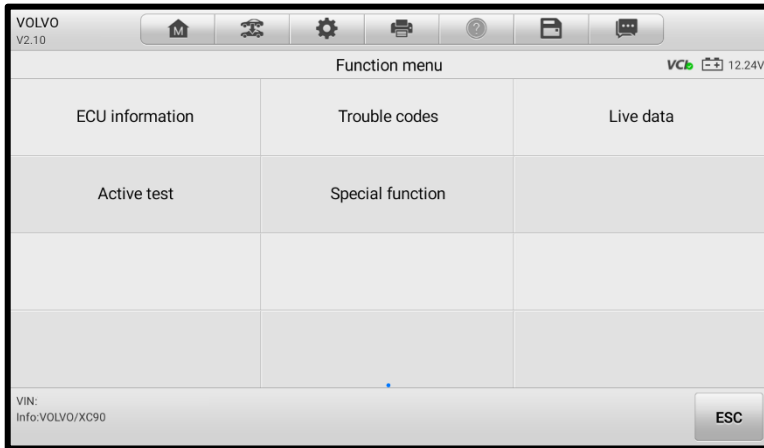 VOLVO
V2.10
M
?
Function menu
VCI
12.24V
ECU information
Trouble codes
Live data
Active test
Special function
VIN:
Info:VOLVO/XC90
ESC